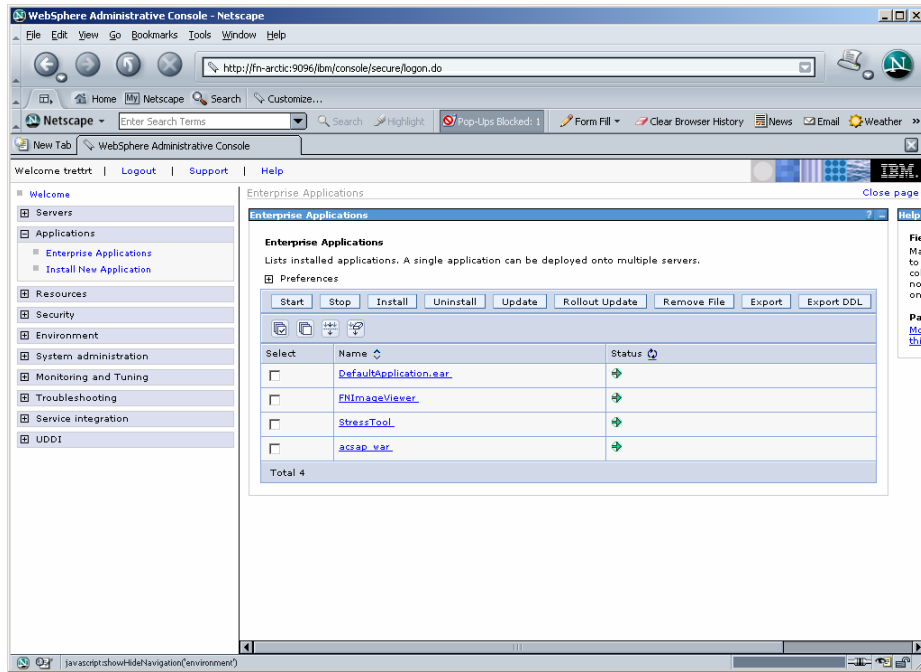 WebSphere Administrative Console - Netscape
File Edit View Go Bookmarks Tools Window Help
http://fn-arctic:9096/ibm/console/secure/logon.do
Home My Netscape Search Customize...
Netscape Enter Search Terms Search Highlight Pop-Ups Blocked: 1 Form Fill Clear Browser History News Email Weather »
New Tab WebSphere Administrative Console
Welcome trettrt | Logout | Support | Help IBM.
Welcome
Servers
Applications
Enterprise Applications
Install New Application
Resources
Security
Environment
System administration
Monitoring and Tuning
Troubleshooting
Service integration
UDDI
Enterprise Applications Close page
Enterprise Applications ? –
Enterprise Applications
Lists installed applications. A single application can be deployed onto multiple servers.
Preferences
Start Stop Install Uninstall Update Rollout Update Remove File Export Export DDL
Select Name Status
DefaultApplication.ear
FNImageViewer
StressTool
acsap_war
Total 4
Help
to
on
javascript:showHideNavigation('environment')